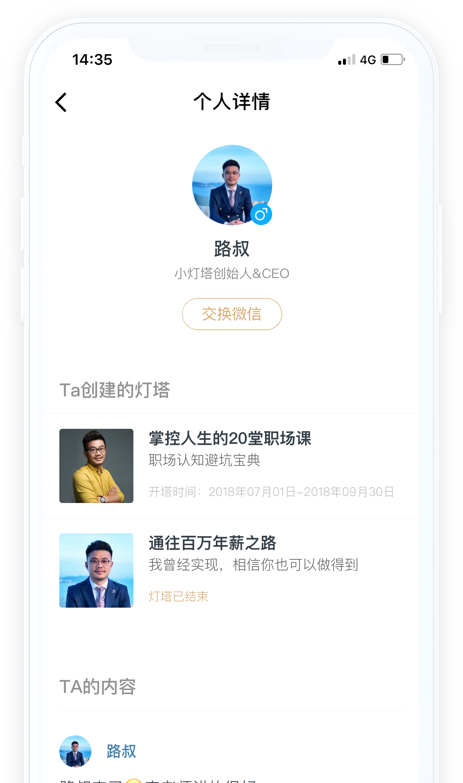 14:35
4G
个人详情
路叔
小灯塔创始人&CEO
交换微信
Ta创建的灯塔
掌控人生的20堂职场课
职场认知避坑宝典
开塔时间：2018年07月01日-2018年09月30日
通往百万年薪之路
我曾经实现，相信你也可以做得到
灯塔已结束
TA的内容
路叔